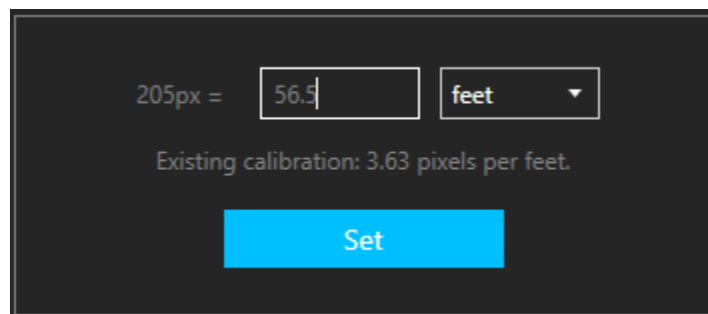 205px = 56.5 feet
Existing calibration: 3.63 pixels per feet.
Set